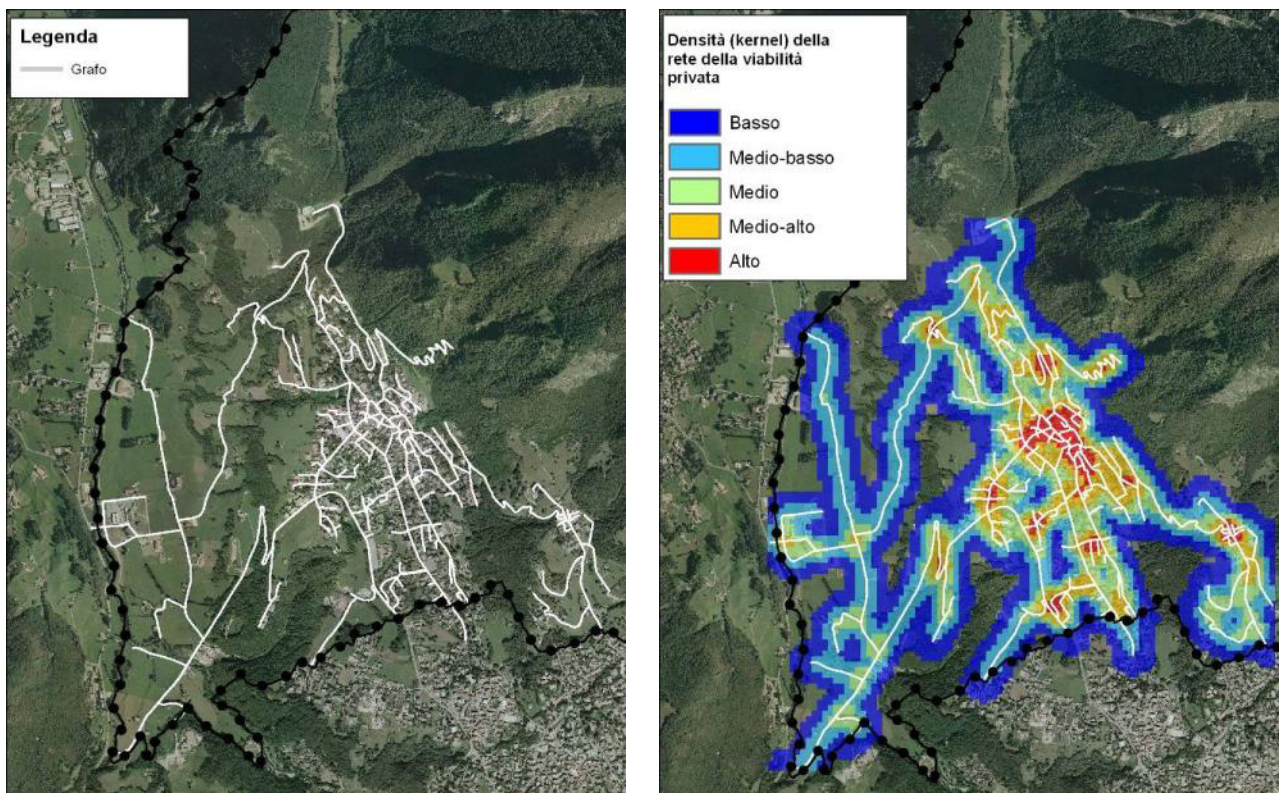 Legenda
Grafo
Densità (kernel) della
rete della viabilità
privata
Basso
Medio-basso
Medio
Medio-alto
Alto